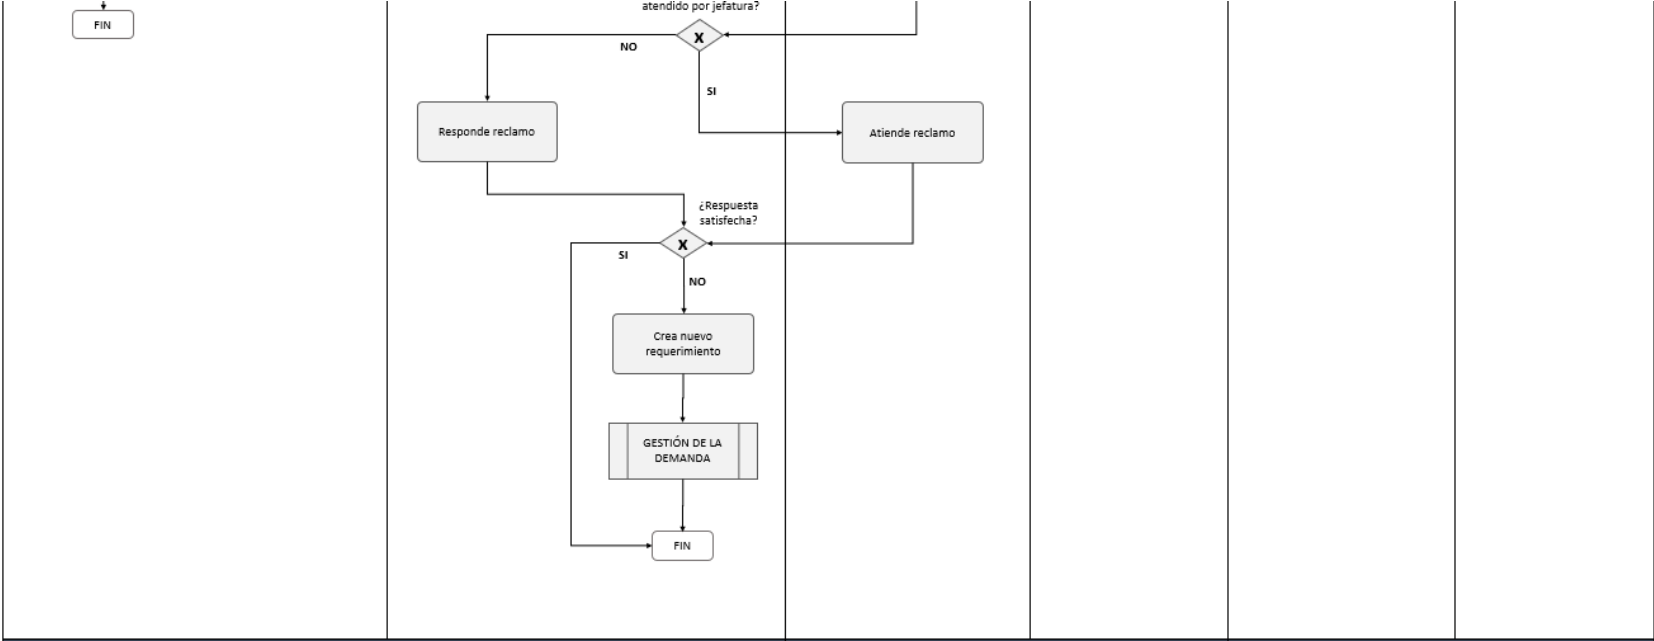 atendido por jefatura?
FIN
X
NO
SI
Responde reclamo
Atiende reclamo
¿Respuesta
satisfecha?
X
SI
NO
Crea nuevo
requerimiento
GESTIÓN DE LA
DEMANDA
FIN